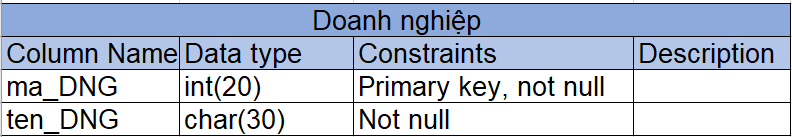 Doanh nghiệp
Column Name Data type Constraints Description
ma_DNG int(20) Primary key, not null
ten_DNG char(30) Not null